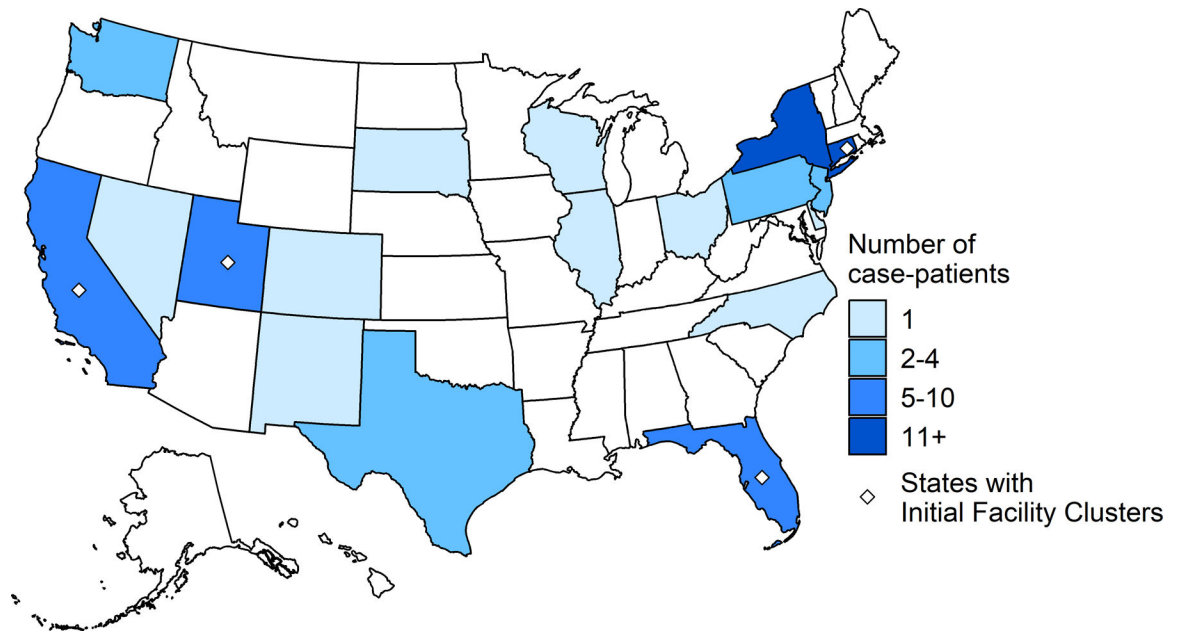 Number of
case-patients
1
2-4
5-10
11+
States with
Initial Facility Clusters